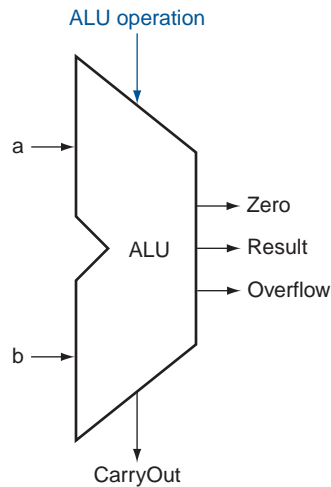 ALU operation
a
Zero
ALU
Result
Overflow
b
CarryOut